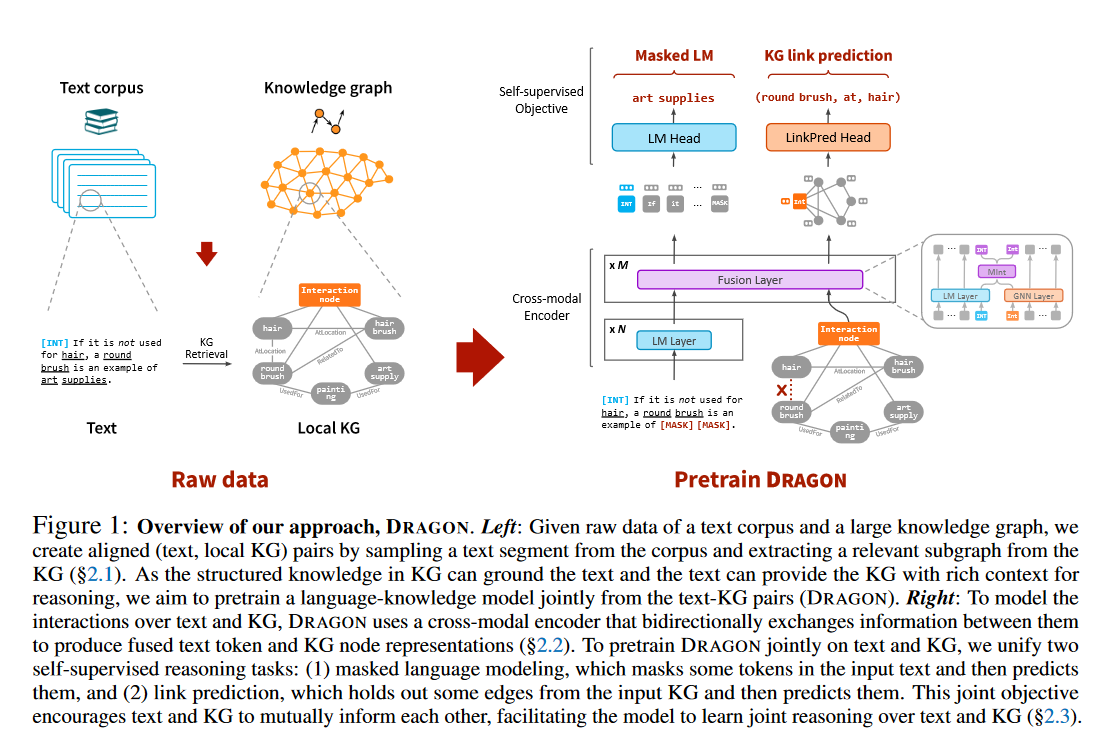 Text corpus
Knowledge graph
[INT] If it is not used
for hair, a round
brush is an example of
art supplies.
KG
Retrieval
Interaction
node
hair
hair
brush
round
brush
art
supply
painti
ng
AtLocation
AtLocation
RelatedTo
UsedFor
UsedFor
Text
Local KG
Raw data
Self-supervised
Objective
Masked LM
KG link prediction
art supplies
(round brush, at, hair)
LM Head
LinkPred Head
INT If it ... MASK
Int
Cross-modal
Encoder
x M
Fusion Layer
x N
LM Layer
[INT] If it is not used for
hair, a round brush is an
example of [MASK] [MASK].
Interaction
node
hair
hair
brush
X
round
brush
art
supply
painti
ng
AtLocation
RelatedTo
UsedFor
UsedFor
... INT Int ...
MInt
LM Layer
GNN Layer
... INT Int ...
Pretrain DRAGON
Figure 1: Overview of our approach, DRAGON. Left: Given raw data of a text corpus and a large knowledge graph, we
create aligned (text, local KG) pairs by sampling a text segment from the corpus and extracting a relevant subgraph from the
KG (§2.1). As the structured knowledge in KG can ground the text and the text can provide the KG with rich context for
reasoning, we aim to pretrain a language-knowledge model jointly from the text-KG pairs (DRAGON). Right: To model the
interactions over text and KG, DRAGON uses a cross-modal encoder that bidirectionally exchanges information between them
to produce fused text token and KG node representations (§2.2). To pretrain DRAGON jointly on text and KG, we unify two
self-supervised reasoning tasks: (1) masked language modeling, which masks some tokens in the input text and then predicts
them, and (2) link prediction, which holds out some edges from the input KG and then predicts them. This joint objective
encourages text and KG to mutually inform each other, facilitating the model to learn joint reasoning over text and KG (§2.3).